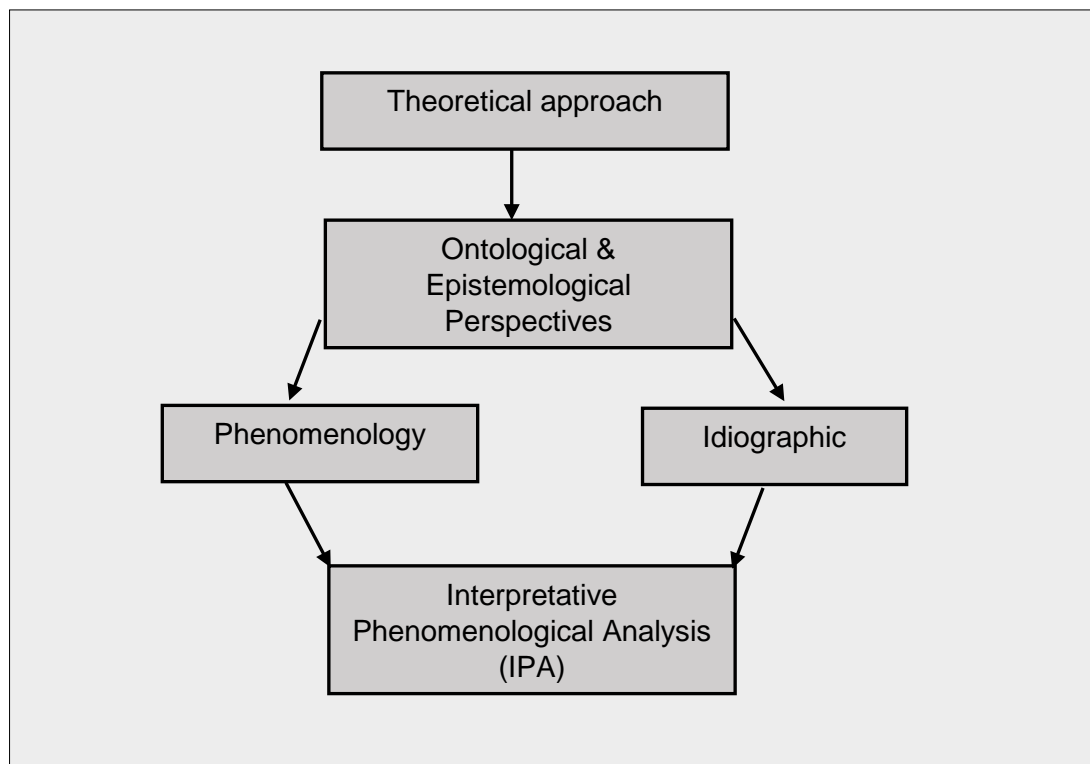 Theoretical approach
Ontological &
Epistemological
Perspectives
Phenomenology
Idiographic
Interpretative
Phenomenological Analysis
(IPA)